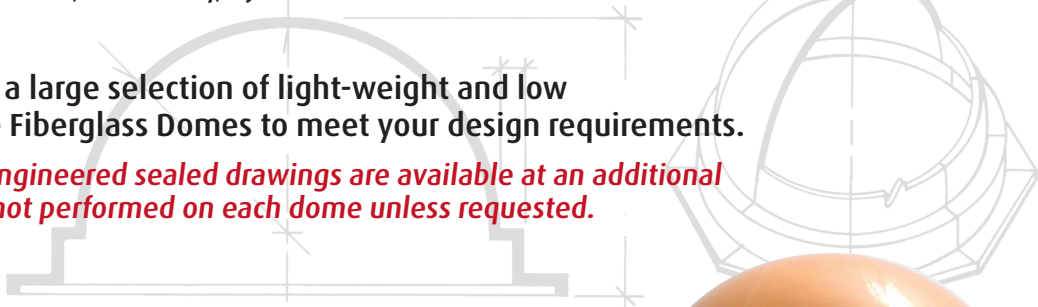 a large selection of light-weight and low
Fiberglass Domes to meet your design requirements.
ngineered sealed drawings are available at an additional
not performed on each dome unless requested.